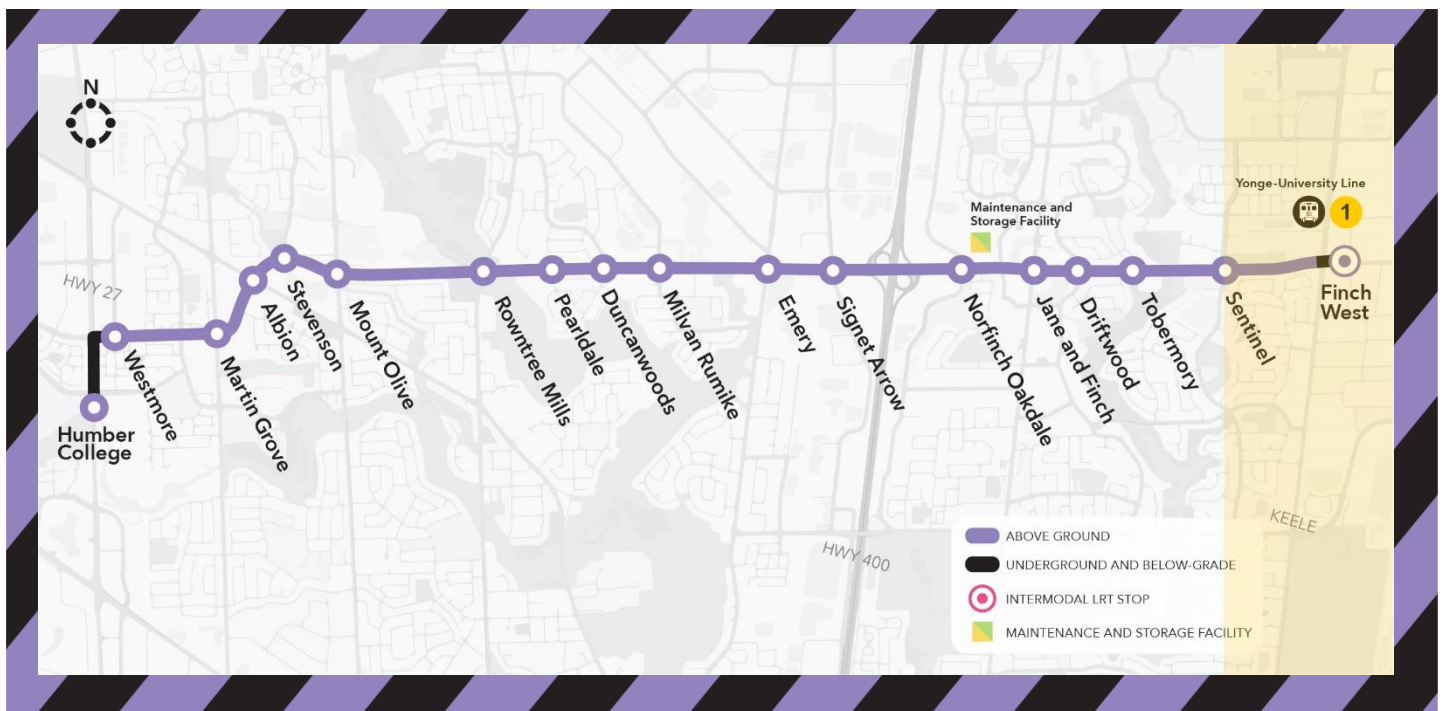 N
Yonge-University Line
1
Maintenance and
Storage Facility
HWY 27
Stevenson
Albion
Mount Olive
Rowntree Mills
Pearldale
Duncanwoods
Milvan Rumike
Emery
Signet Arrow
Norfinch Oakdale
Jane and Finch
Driftwood
Tobermory
Sentinel
Finch
West
Westmore
Martin Grove
Humber
College
HWY 400
KEELE
ABOVE GROUND
UNDERGROUND AND BELOW-GRADE
INTERMODAL LRT STOP
MAINTENANCE AND STORAGE FACILITY